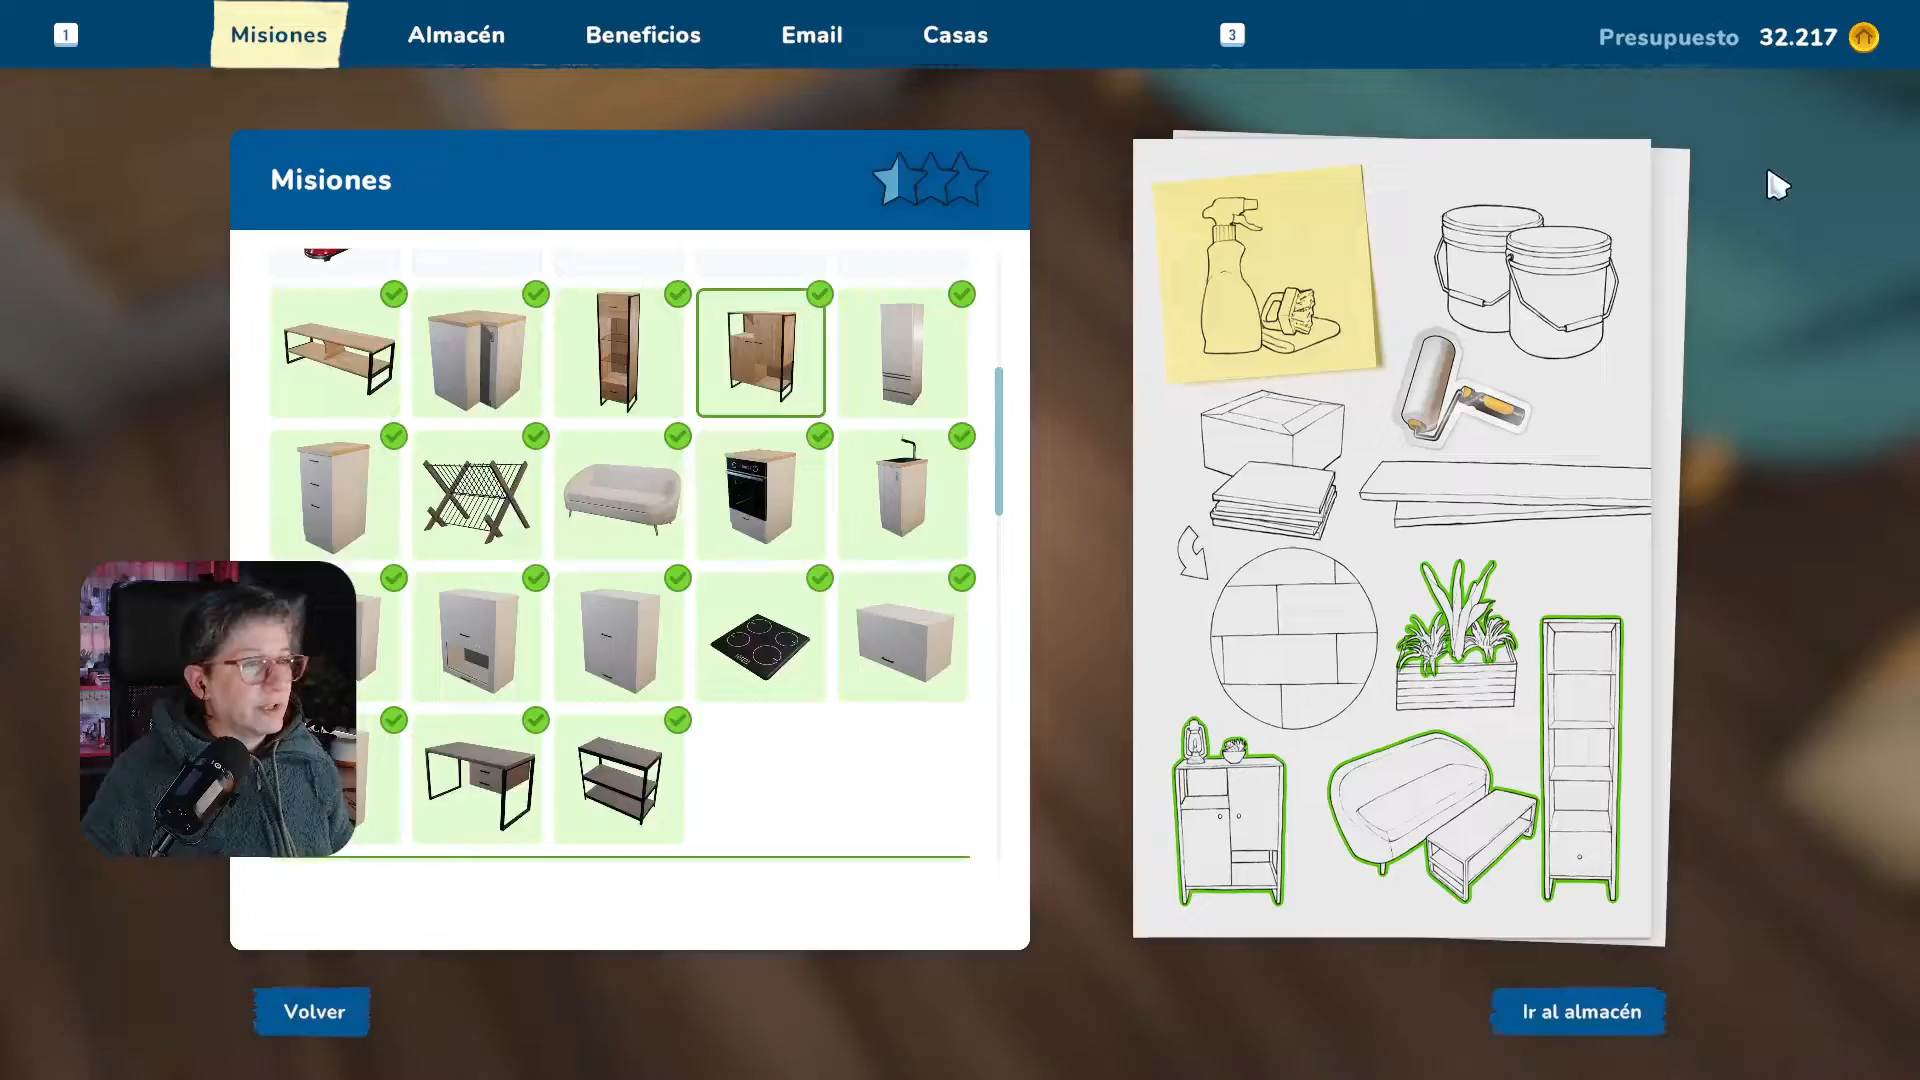 1
Misiones
Almacén
Beneficios
Email
Casas
3
Presupuesto
32.217
Misiones
Volver
Ir al almacén